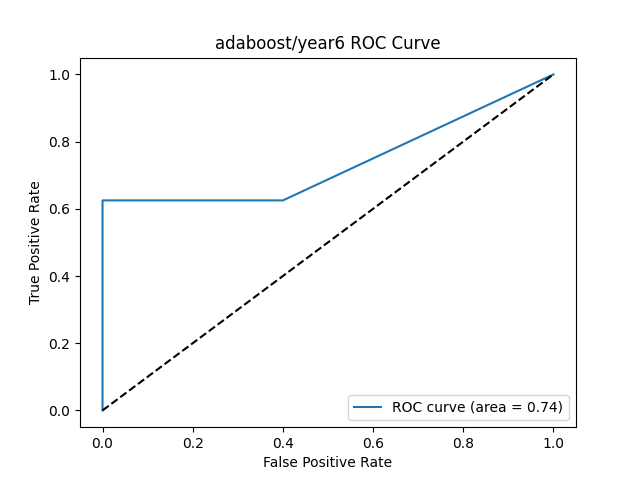 adaboost/year6 ROC Curve
1.0
0.8
0.6
0.4
0.2
0.0
True Positive Rate
ROC curve (area = 0.74)
0.0 0.2 0.4 0.6 0.8 1.0
False Positive Rate